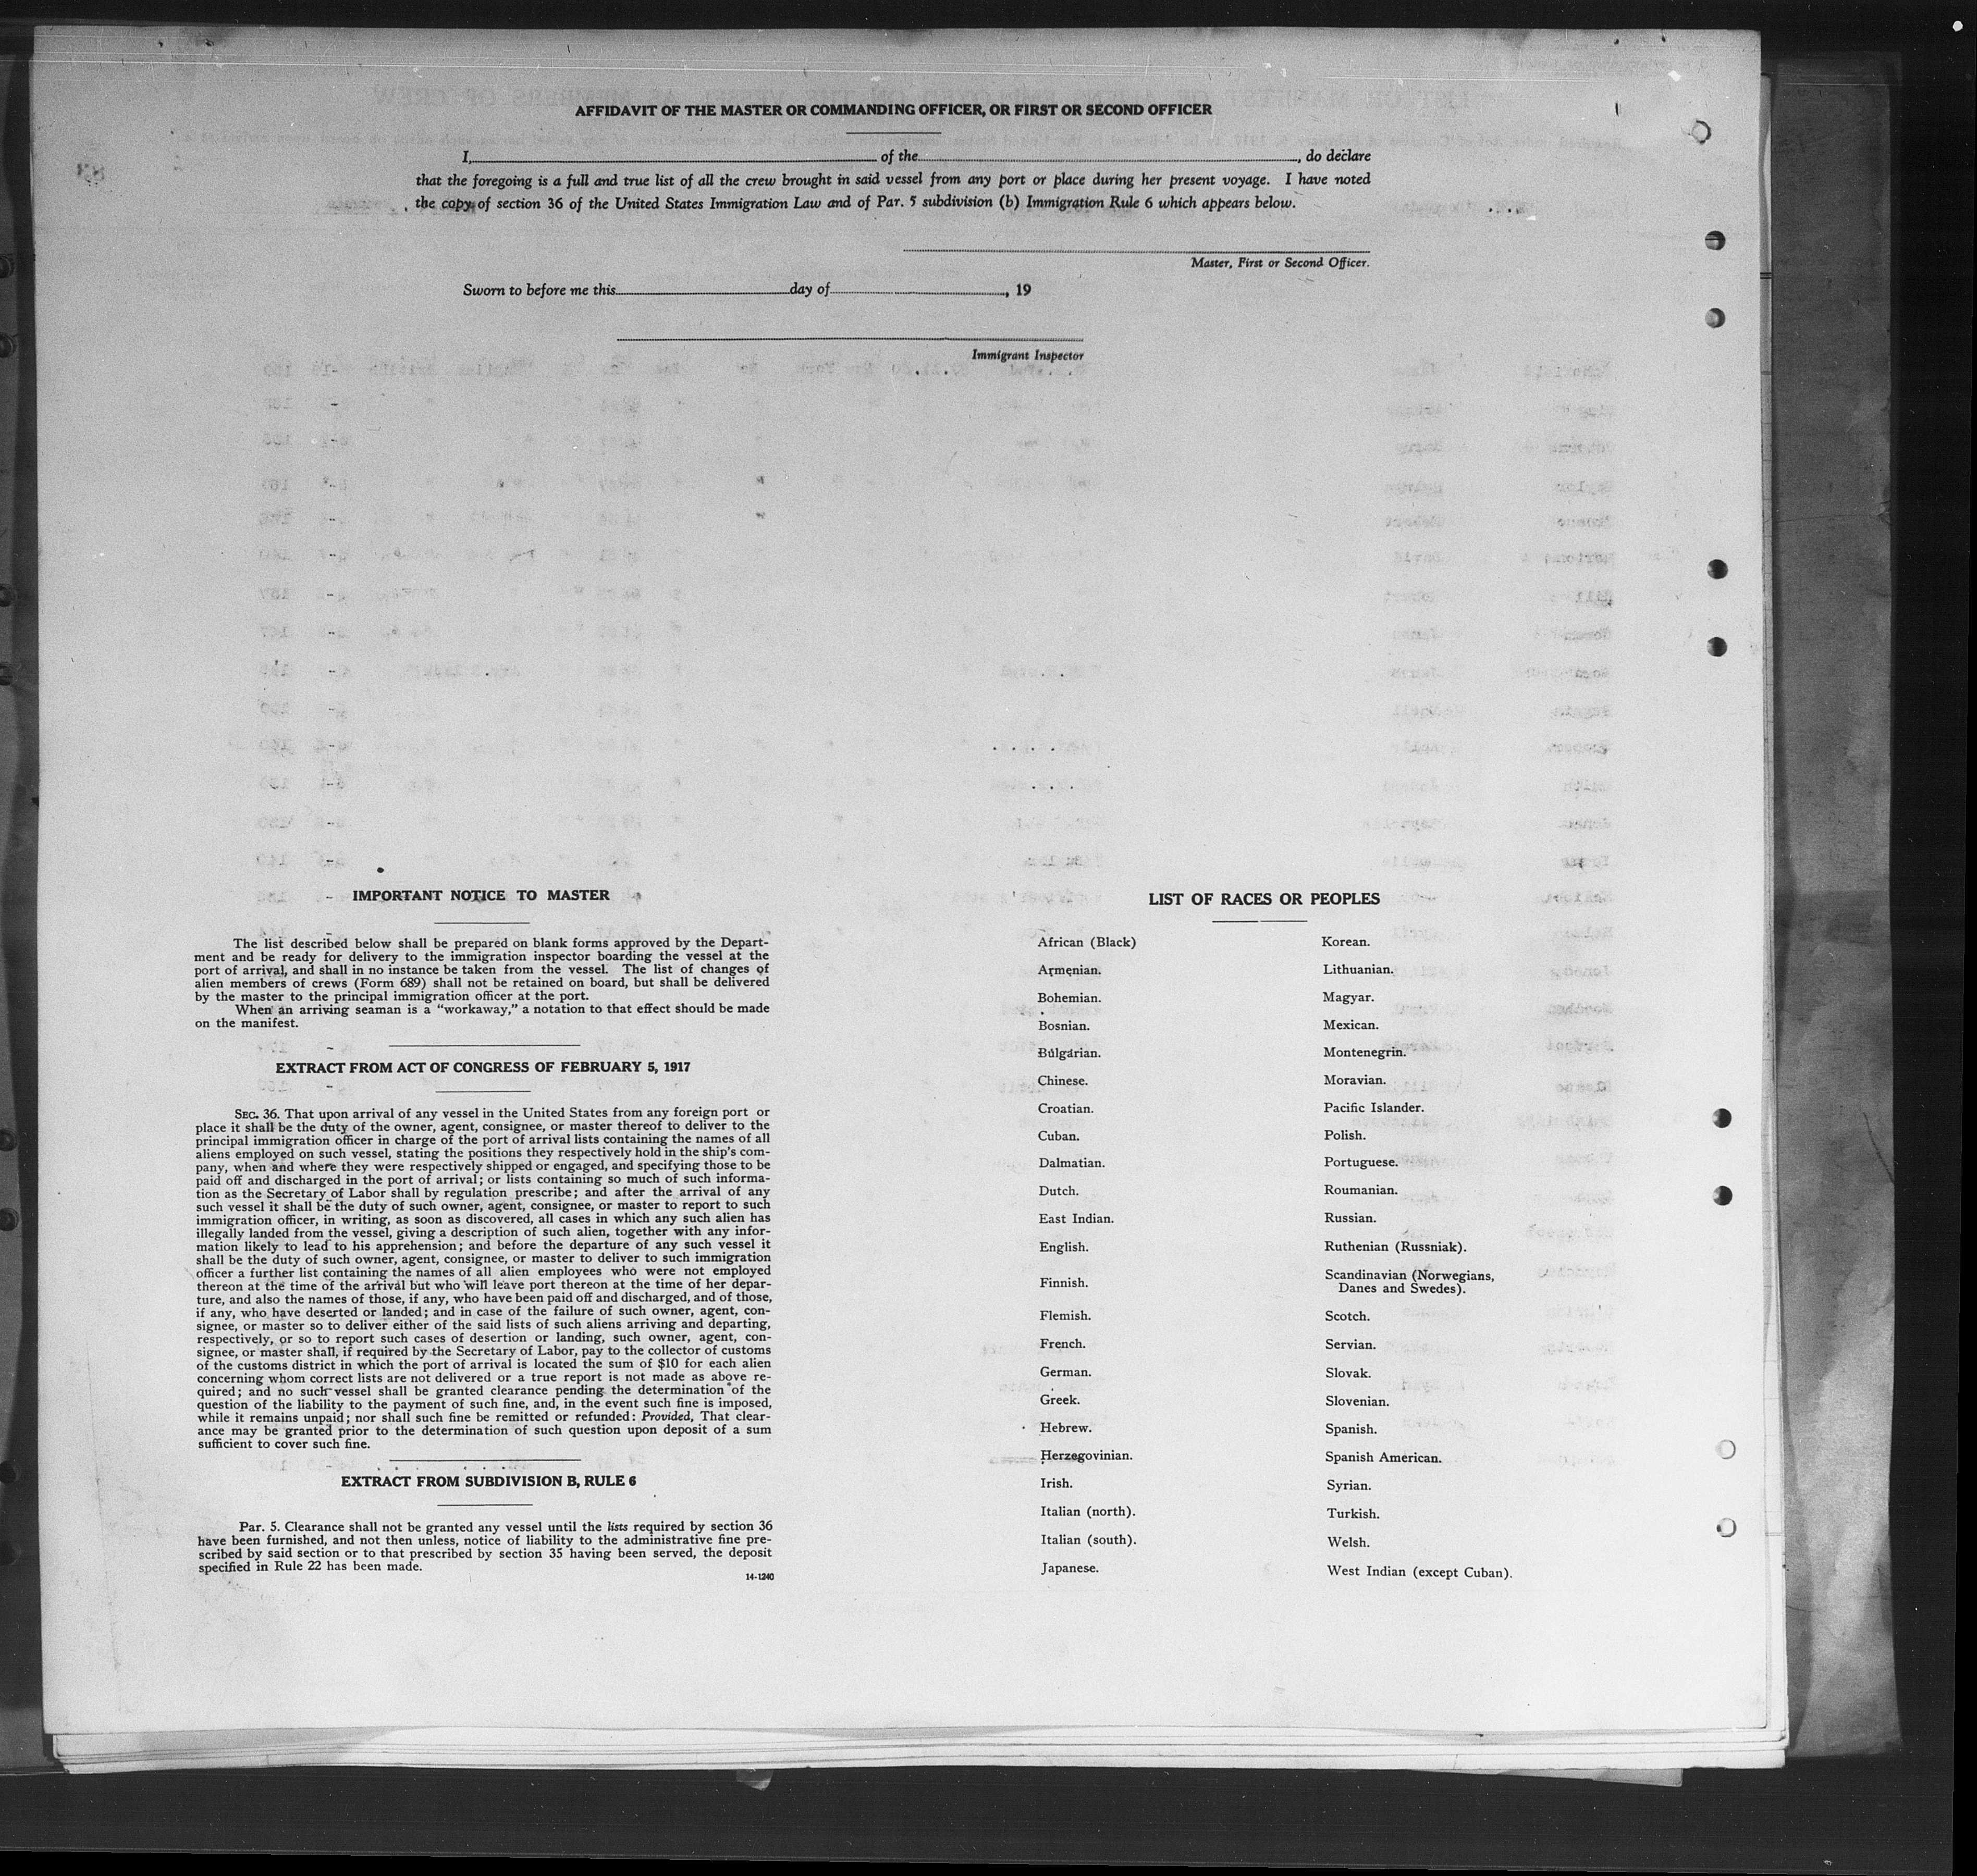 AFFIDAVIT OF THE MASTER OR COMMANDING OFFICER, OR FIRST OR SECOND OFFICER
I, of the , do declare
that the foregoing is a full and true list of all the crew brought in said vessel from any port or place during her present voyage. I have noted
the copy of section 36 of the United States Immigration Law and of Par. 5 subdivision (b) Immigration Rule 6 which appears below.
Master, First or Second Officer.
Sworn to before me this day of , 19
Immigrant Inspector
IMPORTANT NOTICE TO MASTER
The list described below shall be prepared on blank forms approved by the Depart-
ment and be ready for delivery to the immigration inspector boarding the vessel at the
port of arrival, and shall in no instance be taken from the vessel. The list of changes of
alien members of crews (Form 689) shall not be retained on board, but shall be delivered
by the master to the principal immigration officer at the port.
When an arriving seaman is a "workaway," a notation to that effect should be made
on the manifest.
EXTRACT FROM ACT OF CONGRESS OF FEBRUARY 5, 1917
SEC. 36. That upon arrival of any vessel in the United States from any foreign port or
place it shall be the duty of the owner, agent, consignee, or master thereof to deliver to the
principal immigration officer in charge of the port of arrival lists containing the names of all
aliens employed on such vessel, stating the positions they respectively hold in the ship's com-
pany, when and where they were respectively shipped or engaged, and specifying those to be
paid off and discharged in the port of arrival; or lists containing so much of such informa-
tion as the Secretary of Labor shall by regulation prescribe; and after the arrival of any
such vessel it shall be the duty of such owner, agent, consignee, or master to report to such
immigration officer, in writing, as soon as discovered, all cases in which any such alien has
illegally landed from the vessel, giving a description of such alien, together with any infor-
mation likely to lead to his apprehension; and before the departure of any such vessel it
shall be the duty of such owner, agent, consignee, or master to deliver to such immigration
officer a further list containing the names of all alien employees who were not employed
thereon at the time of the arrival but who will leave port thereon at the time of her depar-
ture, and also the names of those, if any, who have been paid off and discharged, and of those,
if any, who have deserted or landed; and in case of the failure of such owner, agent, con-
signee, or master so to deliver either of the said lists of such aliens arriving and departing,
respectively, or so to report such cases of desertion or landing, such owner, agent, con-
signee, or master shall, if required by the Secretary of Labor, pay to the collector of customs
of the customs district in which the port of arrival is located the sum of $10 for each alien
concerning whom correct lists are not delivered or a true report is not made as above re-
quired; and no such vessel shall be granted clearance pending the determination of the
question of the liability to the payment of such fine, and, in the event such fine is imposed,
while it remains unpaid; nor shall such fine be remitted or refunded: Provided, That clear-
ance may be granted prior to the determination of such question upon deposit of a sum
sufficient to cover such fine.
EXTRACT FROM SUBDIVISION B, RULE 6
Par. 5. Clearance shall not be granted any vessel until the lists required by section 36
have been furnished, and not then unless, notice of liability to the administrative fine pre-
scribed by said section or to that prescribed by section 35 having been served, the deposit
specified in Rule 22 has been made.
14-1240
LIST OF RACES OR PEOPLES
African (Black)
Armenian.
Bohemian.
Bosnian.
Bulgarian.
Chinese.
Croatian.
Cuban.
Dalmatian.
Dutch.
East Indian.
English.
Finnish.
Flemish.
French.
German.
Greek.
Hebrew.
Herzegovinian.
Irish.
Italian (north).
Italian (south).
Japanese.
Korean.
Lithuanian.
Magyar.
Mexican.
Montenegrin.
Moravian.
Pacific Islander.
Polish.
Portuguese.
Roumanian.
Russian.
Ruthenian (Russniak).
Scandinavian (Norwegians,
Danes and Swedes).
Scotch.
Servian.
Slovak.
Slovenian.
Spanish.
Spanish American.
Syrian.
Turkish.
Welsh.
West Indian (except Cuban).